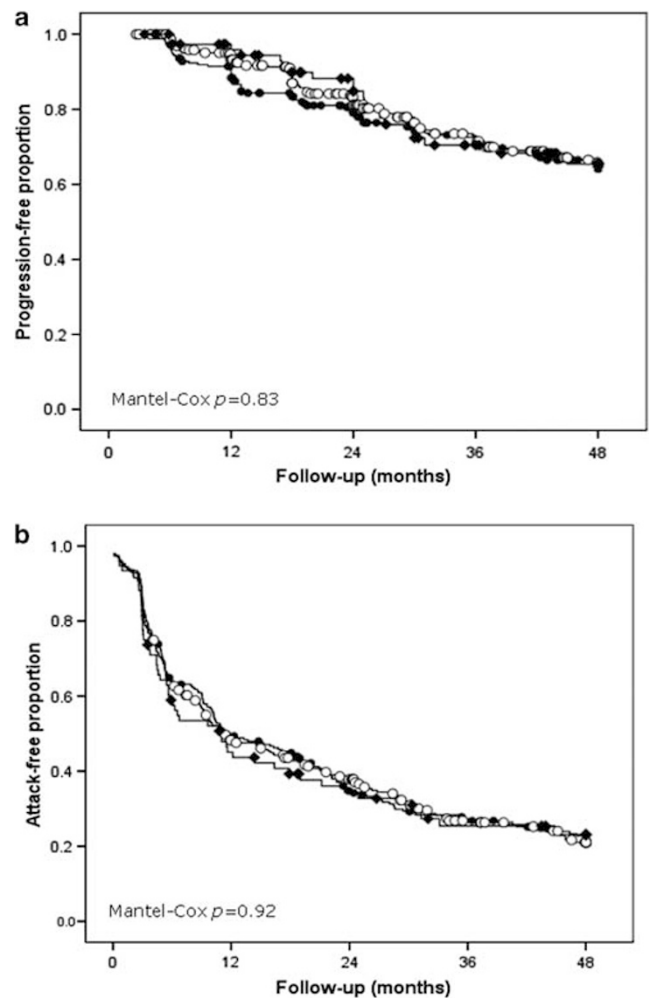 a
Progression-free proportion
1.0
0.8
0.6
0.4
0.2
0.0
Mantel-Cox p=0.83
0 12 24 36 48
Follow-up (months)
b
Attack-free proportion
1.0
0.8
0.6
0.4
0.2
0.0
Mantel-Cox p=0.92
0 12 24 36 48
Follow-up (months)